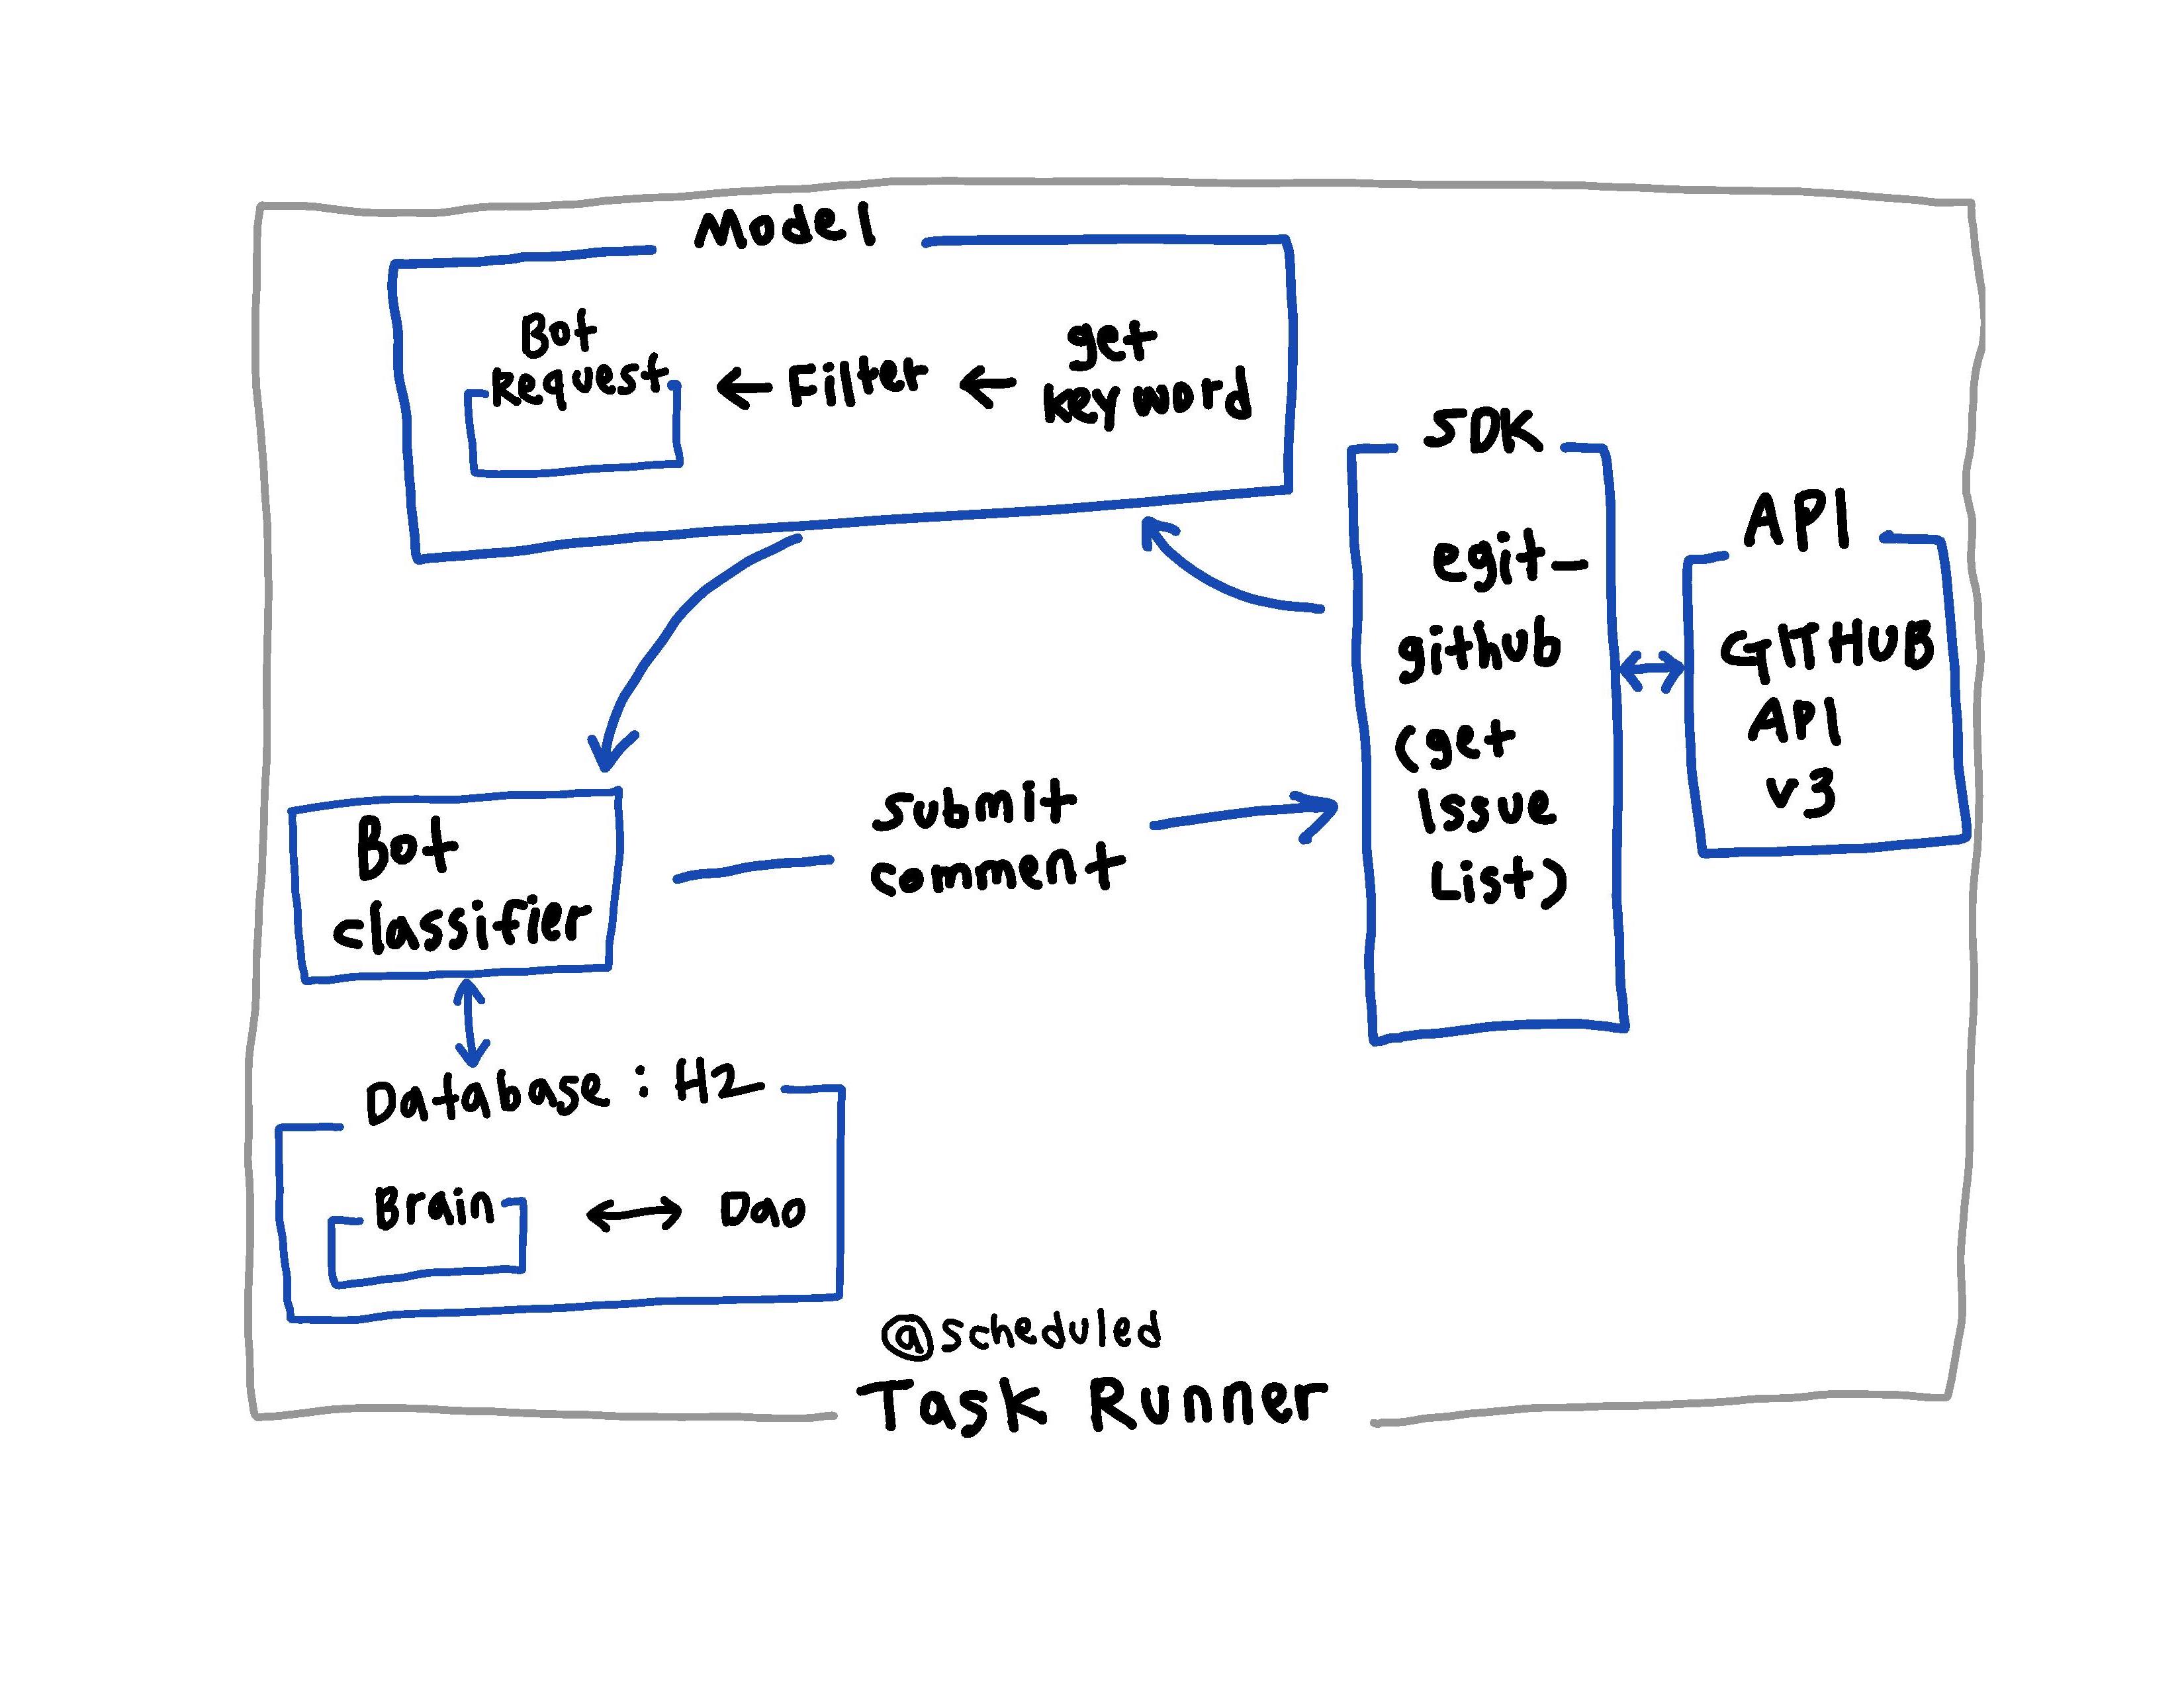 Model
Bot
Request
Filter
get
keyword
SDK
egit-
github
(get
Issue
List)
API
GITHUB
API
v3
Bot
classifier
submit
comment
Database : H2
Brain
Dao
@scheduled
Task Runner